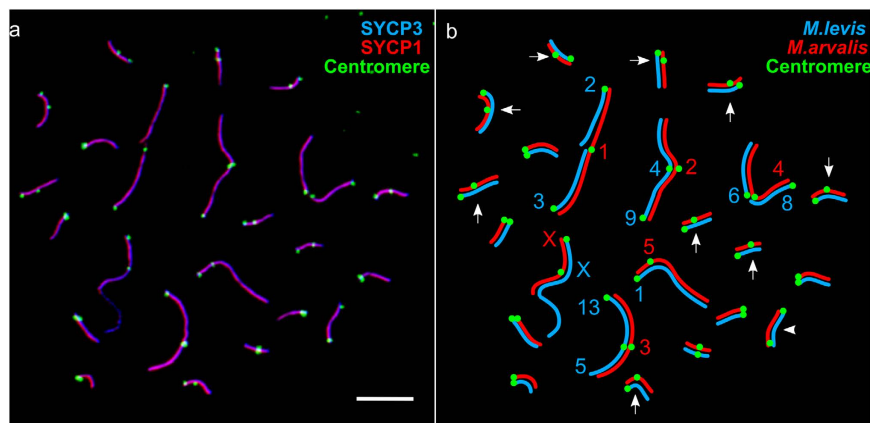 a
SYCP3
SYCP1
Centromere
b
M.levis
M.arvalis
Centromere
2
1
3
4
2
9
4
6
8
X
X
5
1
13
3
5